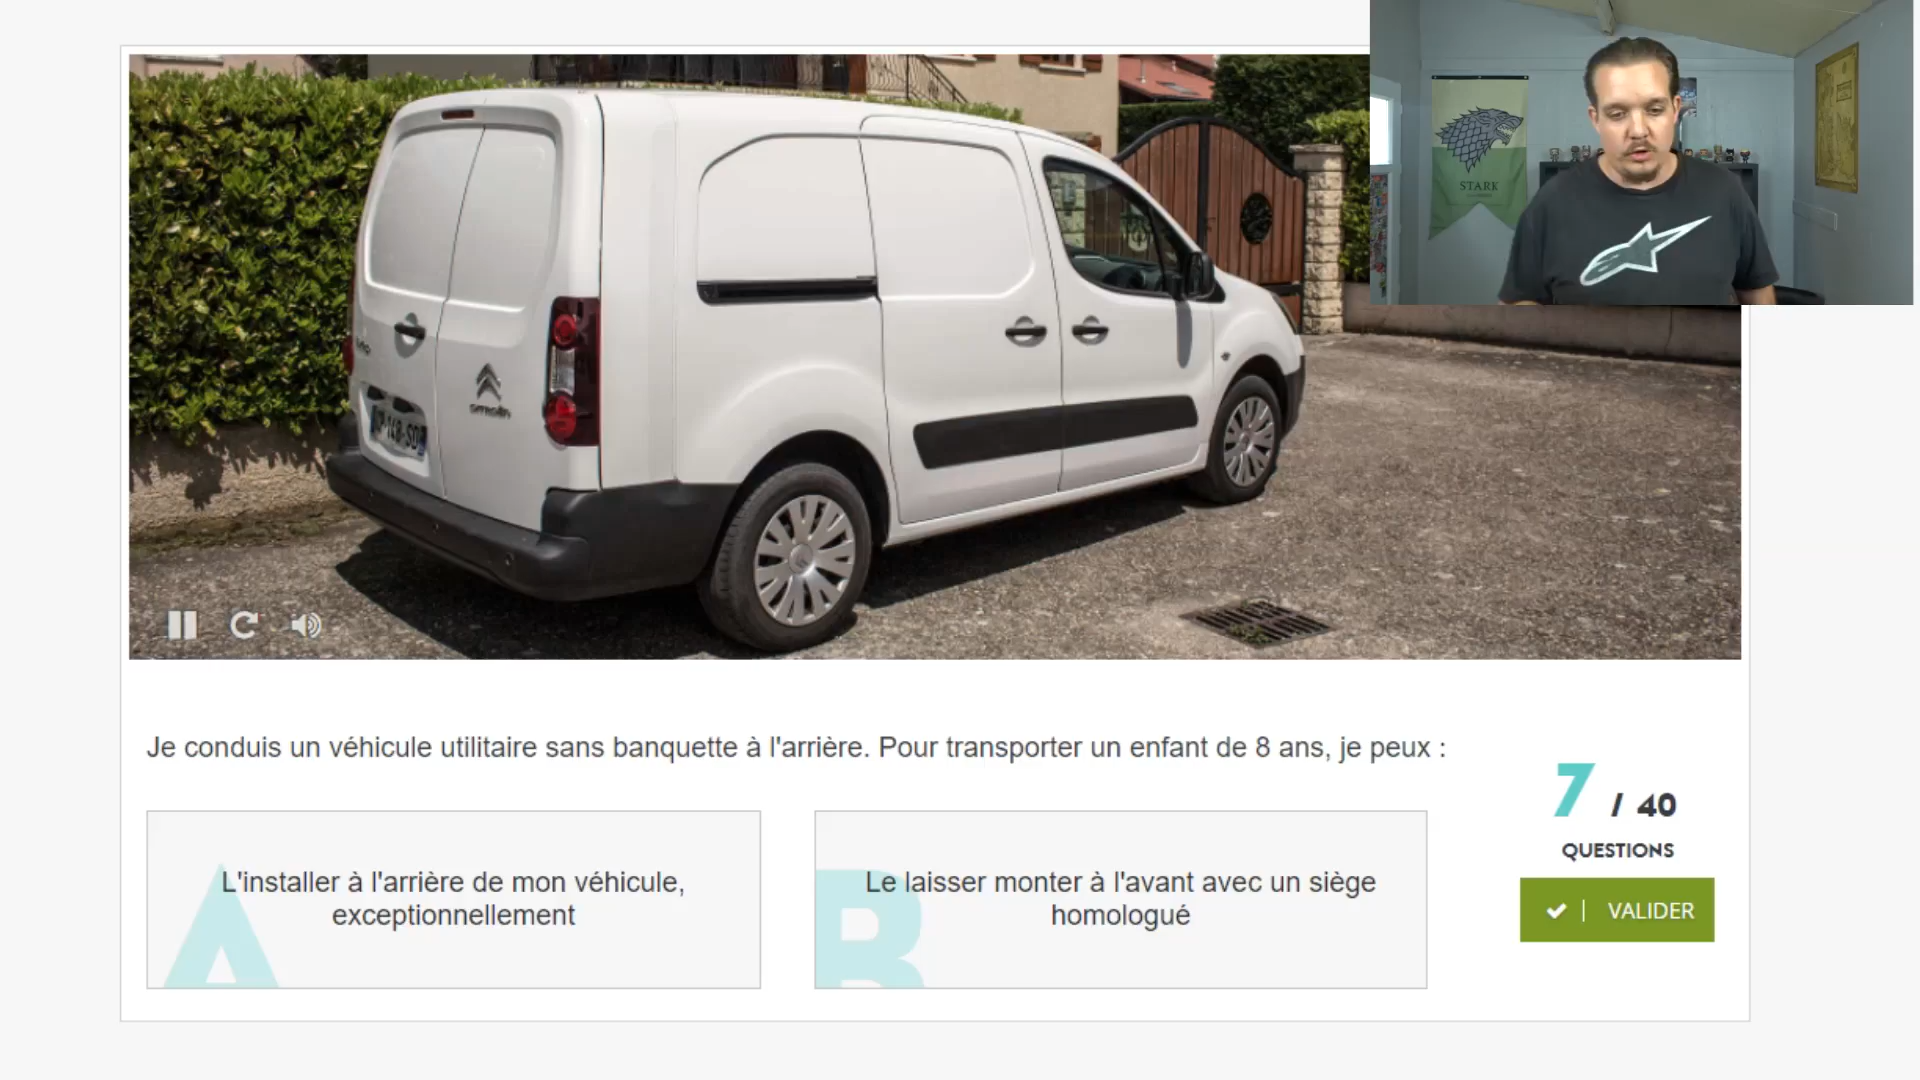 STARK
CITROËN
Je conduis un véhicule utilitaire sans banquette à l'arrière. Pour transporter un enfant de 8 ans, je peux :
A
L'installer à l'arrière de mon véhicule,
exceptionnellement
B
Le laisser monter à l'avant avec un siège
homologué
7 / 40
QUESTIONS
VALIDER